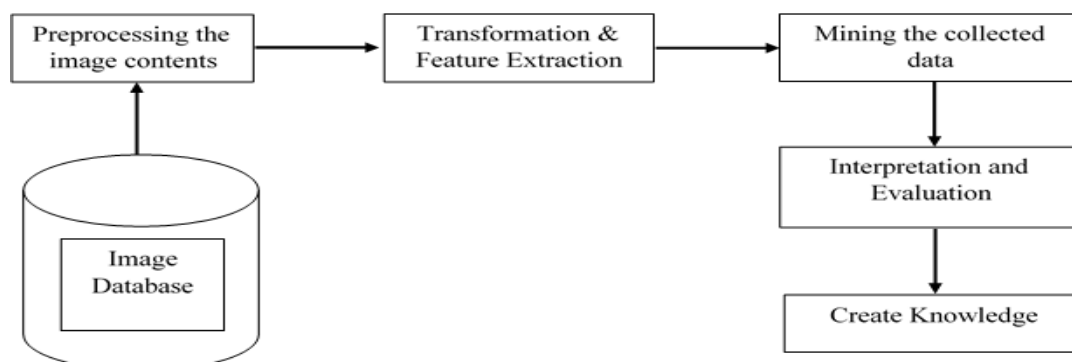 Preprocessing the
image contents
Transformation &
Feature Extraction
Mining the collected
data
Interpretation and
Evaluation
Create Knowledge
Image
Database